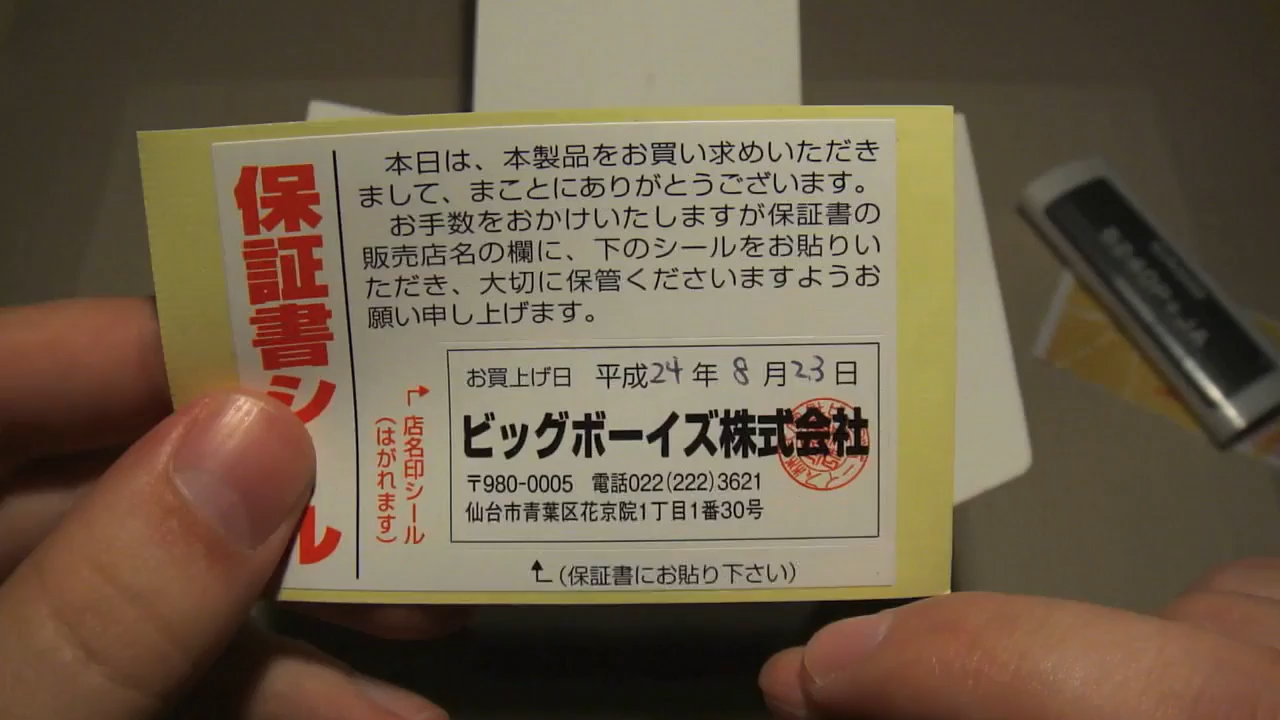 保証書シール
本日は、本製品をお買い求めいただき
まして、まことにありがとうございます。
お手数をおかけいたしますが保証書の
販売店名の欄に、下のシールをお貼りい
ただき、大切に保管くださいますようお
願い申し上げます。
店名印シール
(はがれます)
お買上げ日 平成24年8月23日
ビッグボーイズ株式会社
〒980-0005 電話022(222)3621
仙台市青葉区花京院1丁目1番30号
(保証書にお貼り下さい)